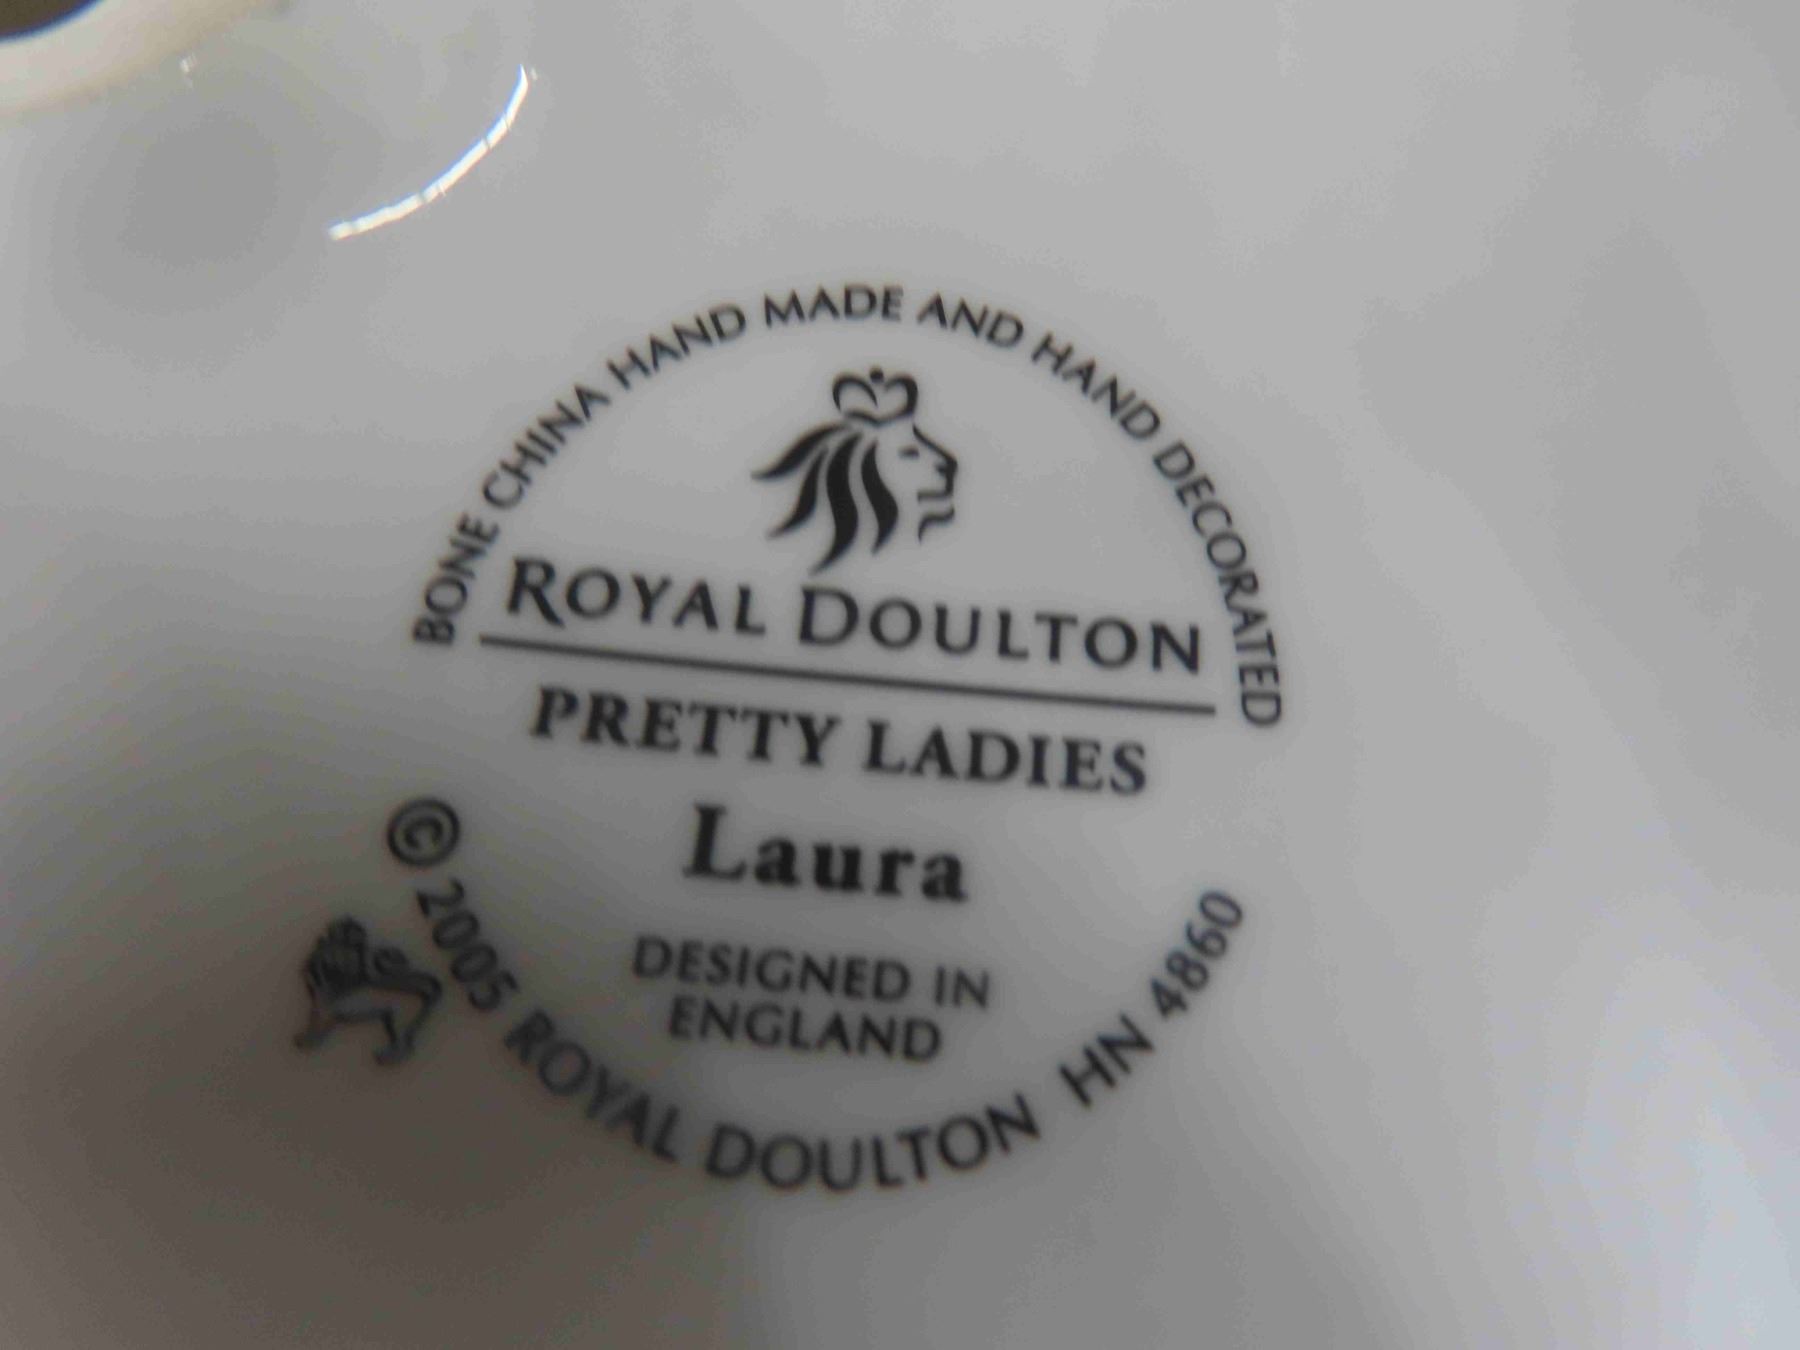 BONE CHINA HAND MADE AND HAND DECORATED
ROYAL DOULTON
PRETTY LADIES
Laura
DESIGNED IN
ENGLAND
© 2005 ROYAL DOULTON HN 4860